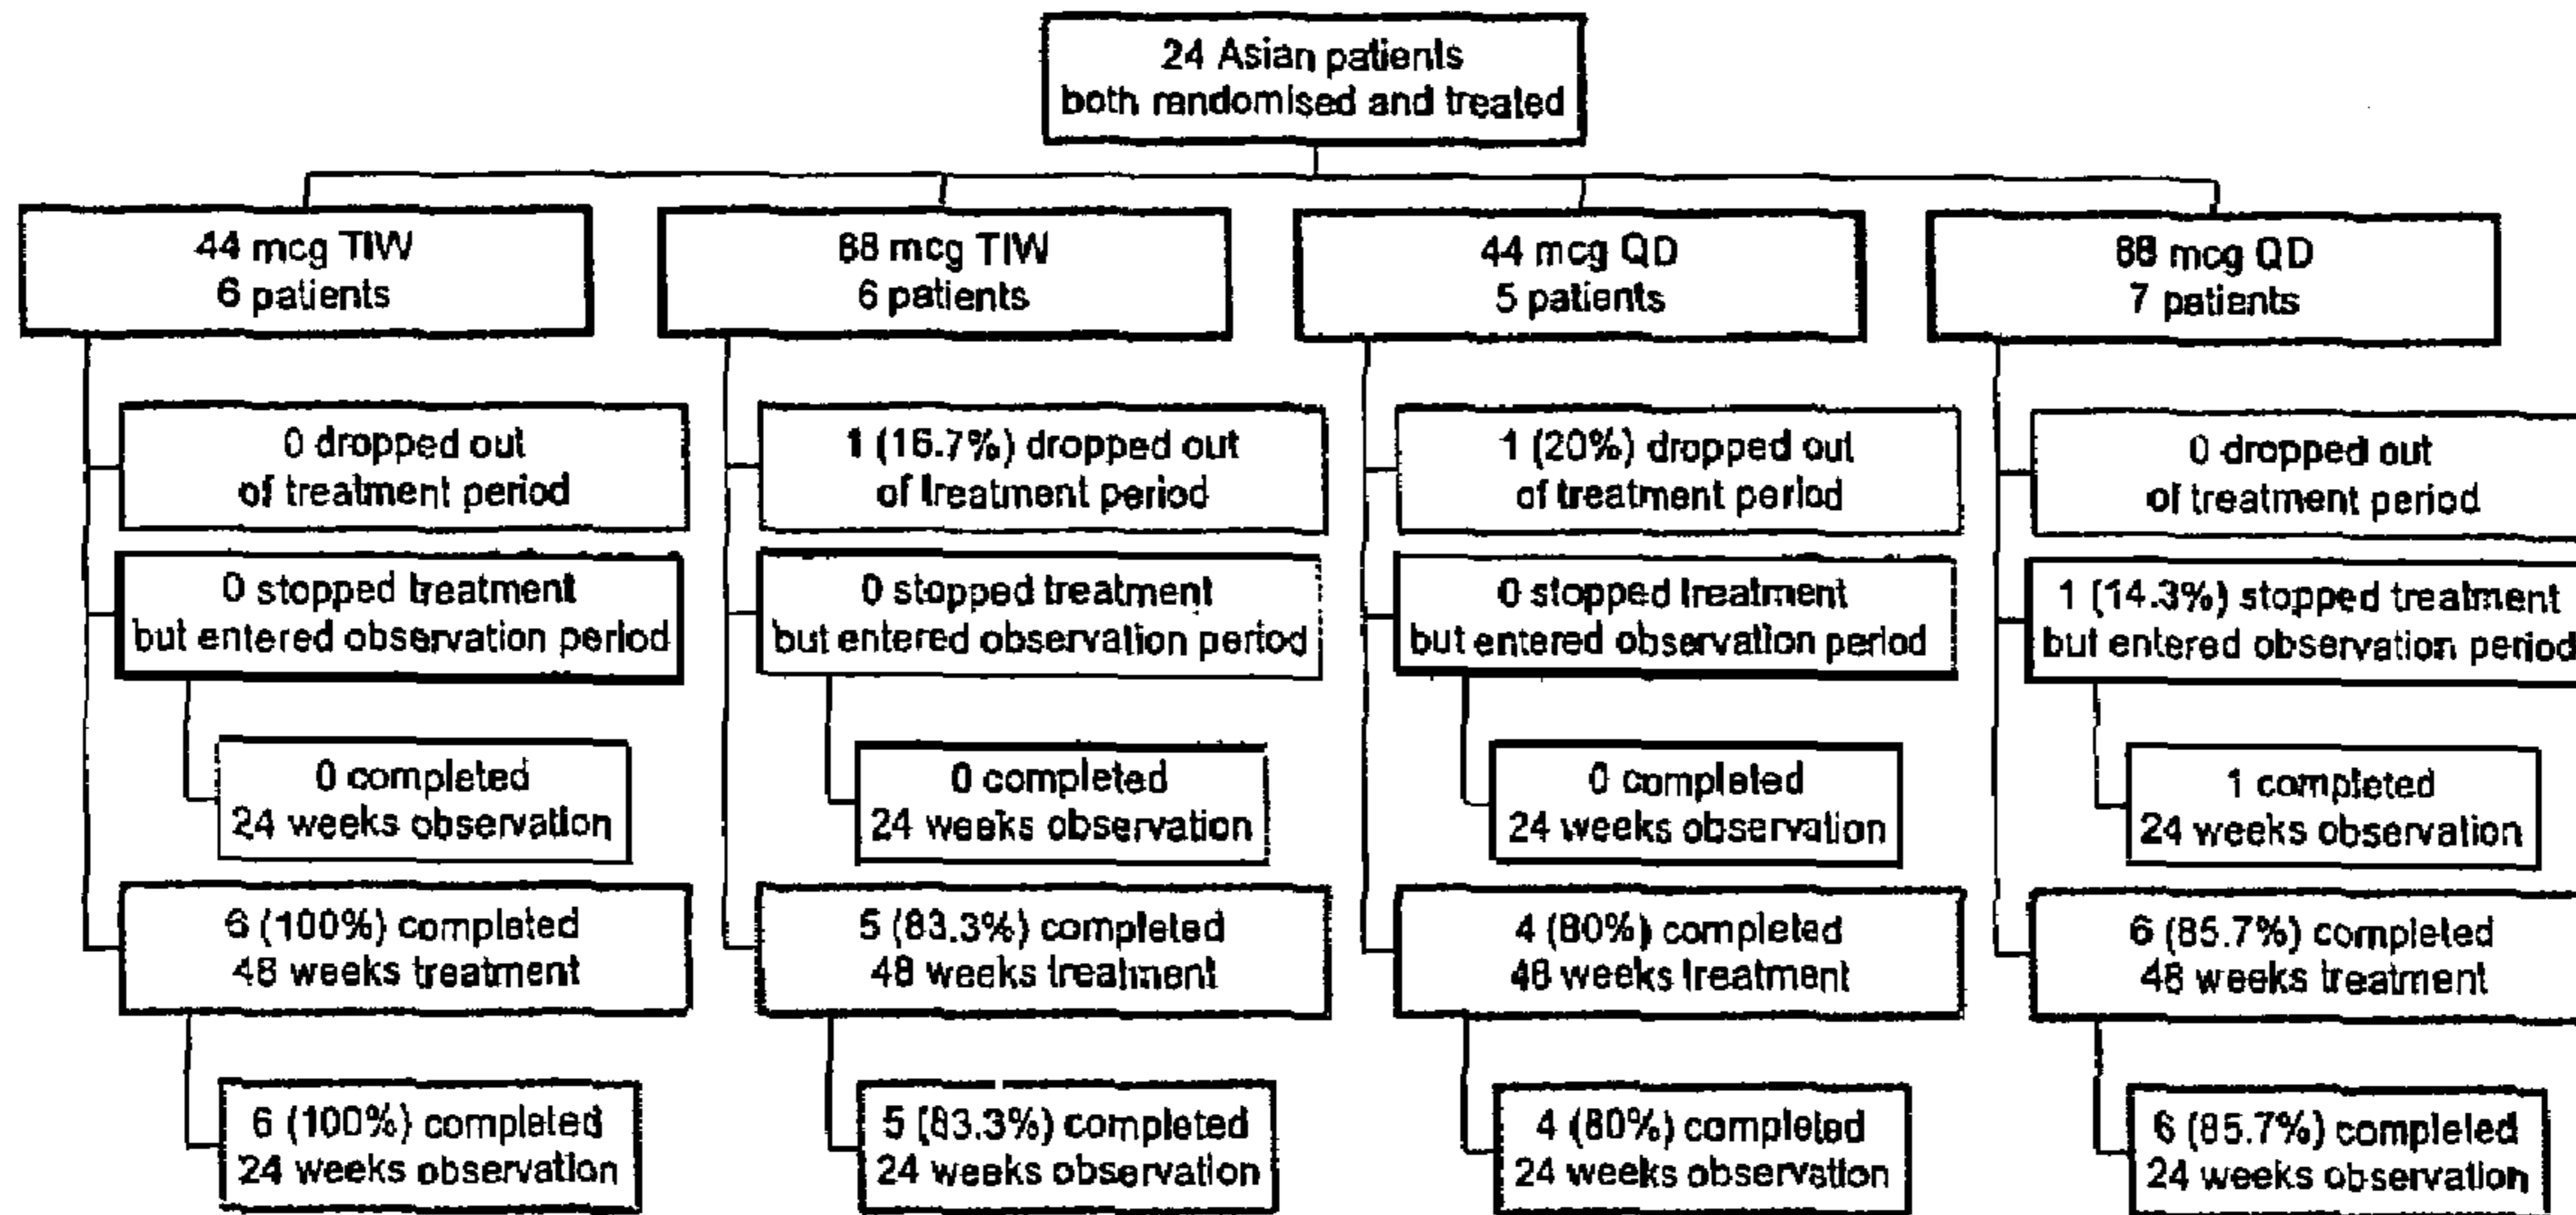 24 Asian patients
both randomised and treated
44 mcg TIW
6 patients
88 mcg TIW
6 patients
44 mcg QD
5 patients
88 mcg QD
7 patients
0 dropped out
of treatment period
0 stopped treatment
but entered observation period
0 completed
24 weeks observation
6 (100%) completed
48 weeks treatment
6 (100%) completed
24 weeks observation
1 (16.7%) dropped out
of treatment period
0 stopped treatment
but entered observation period
0 completed
24 weeks observation
5 (83.3%) completed
48 weeks treatment
5 (83.3%) completed
24 weeks observation
1 (20%) dropped out
of treatment period
0 stopped treatment
but entered observation period
0 completed
24 weeks observation
4 (80%) completed
48 weeks treatment
4 (80%) completed
24 weeks observation
0 dropped out
of treatment period
1 (14.3%) stopped treatment
but entered observation period
1 completed
24 weeks observation
6 (85.7%) completed
48 weeks treatment
6 (85.7%) completed
24 weeks observation